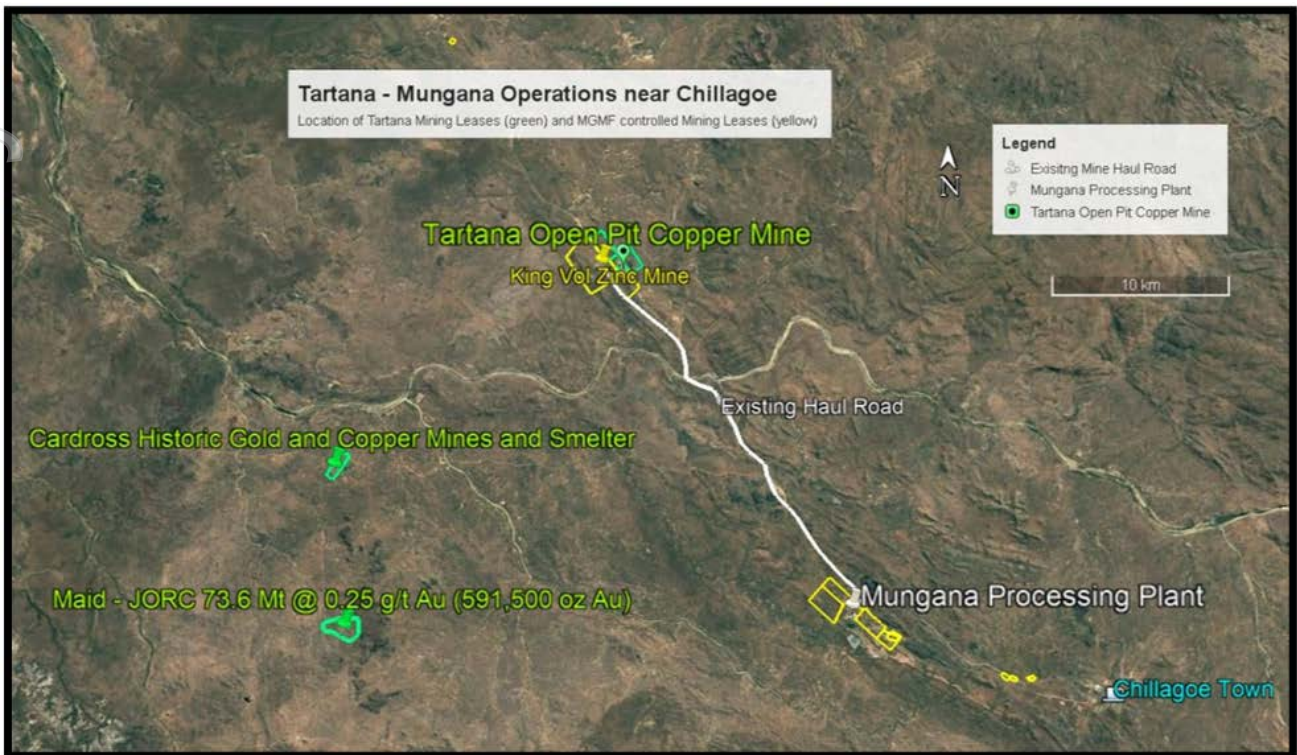 Tartana - Mungana Operations near Chillagoe
Location of Tartana Mining Leases (green) and MGMF controlled Mining Leases (yellow)
Legend
Exisitng Mine Haul Road
Mungana Processing Plant
Tartana Open Pit Copper Mine
N
10 km
Tartana Open Pit Copper Mine
King Vol Zinc Mine
Existing Haul Road
Cardross Historic Gold and Copper Mines and Smelter
Maid - JORC 73.6 Mt @ 0.25 g/t Au (591,500 oz Au)
Mungana Processing Plant
Chillagoe Town